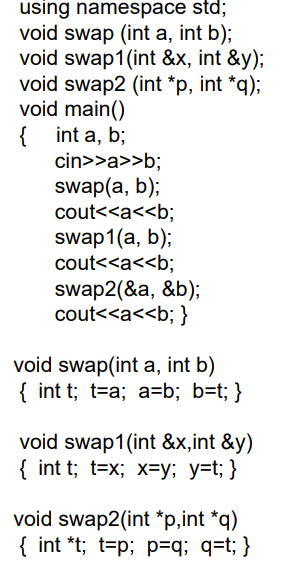 using namespace std;
void swap (int a, int b);
void swap1(int &x, int &y);
void swap2 (int *p, int *q);
void main()
{ int a, b;
cin>>a>>b;
swap(a, b);
cout<<a<<b;
swap1(a, b);
cout<<a<<b;
swap2(&a, &b);
cout<<a<<b; }
void swap(int a, int b)
{ int t; t=a; a=b; b=t; }
void swap1(int &x,int &y)
{ int t; t=x; x=y; y=t; }
void swap2(int *p,int *q)
{ int *t; t=p; p=q; q=t; }